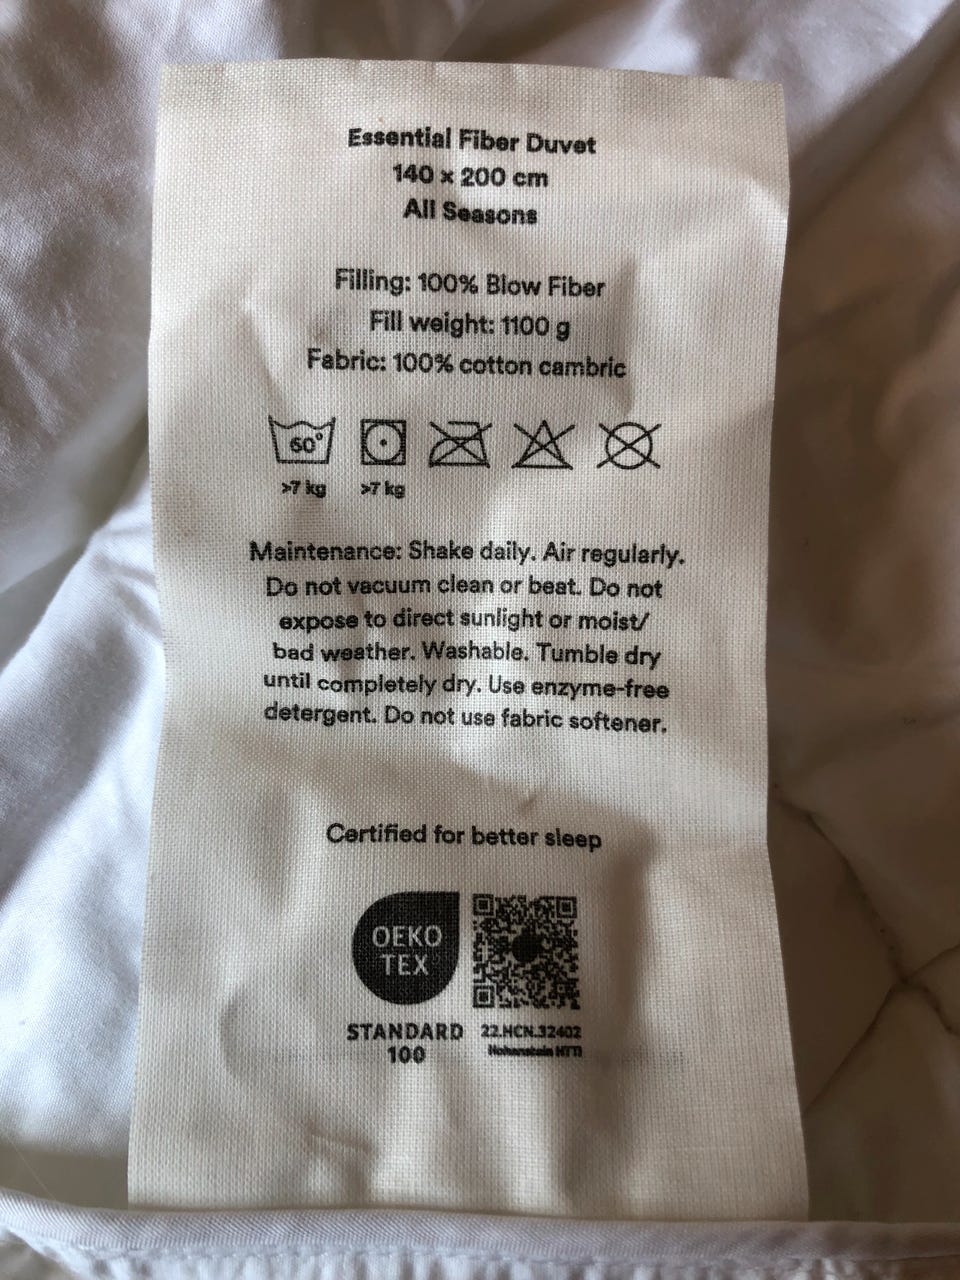 Essential Fiber Duvet
140 x 200 cm
All Seasons
Filling: 100% Blow Fiber
Fill weight: 1100 g
Fabric: 100% cotton cambric
60°
>7 kg >7 kg
Maintenance: Shake daily. Air regularly.
Do not vacuum clean or beat. Do not
expose to direct sunlight or moist/
bad weather. Washable. Tumble dry
until completely dry. Use enzyme-free
detergent. Do not use fabric softener.
Certified for better sleep
OEKO
TEX
STANDARD
100
22.HCN.32402
Hohenstein HTTI